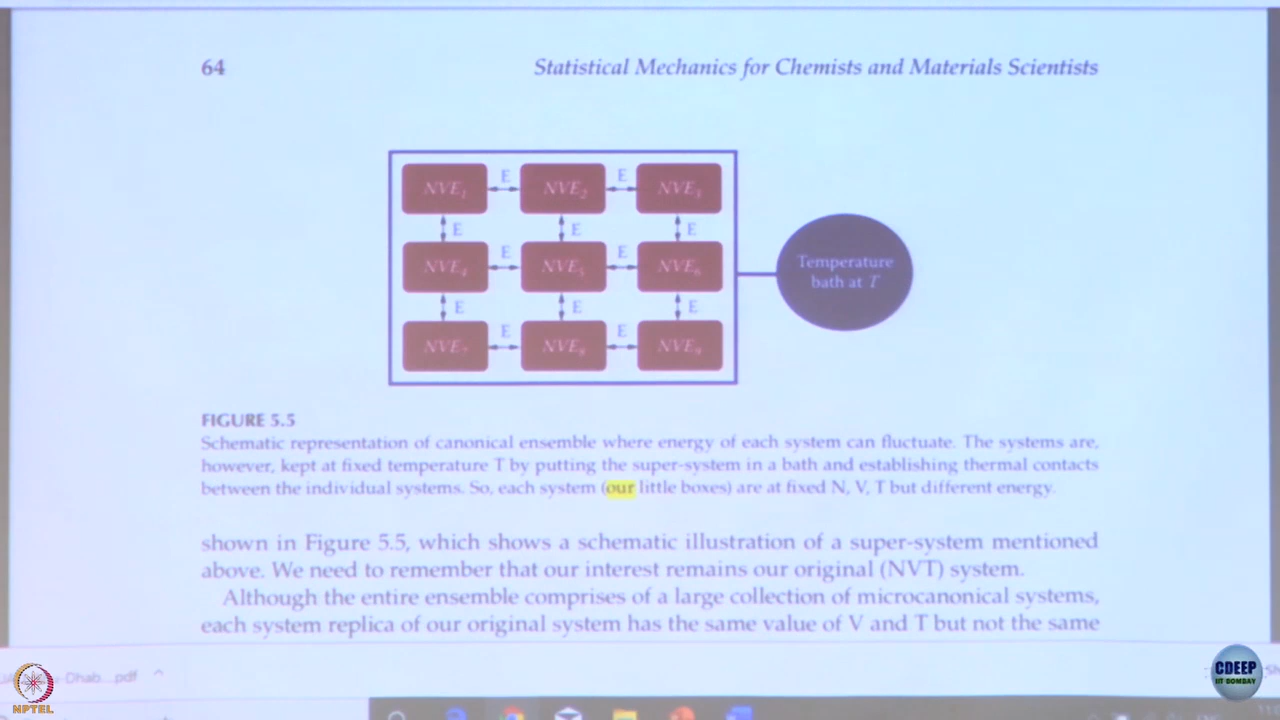 64
Statistical Mechanics for Chemists and Materials Scientists
NVE1 E NVE2 E NVE3
E E E
NVE4 E NVE5 E NVE6
E E E
NVE7 E NVE8 E NVE9
Temperature
bath at T
FIGURE 5.5
Schematic representation of canonical ensemble where energy of each system can fluctuate. The systems are,
however, kept at fixed temperature T by putting the super-system in a bath and establishing thermal contacts
between the individual systems. So, each system (our little boxes) are at fixed N, V, T but different energy.
shown in Figure 5.5, which shows a schematic illustration of a super-system mentioned
above. We need to remember that our interest remains our original (NVT) system.
Although the entire ensemble comprises of a large collection of microcanonical systems,
each system replica of our original system has the same value of V and T but not the same
Dhab...pdf
NPTEL
CDEEP
IIT BOMBAY